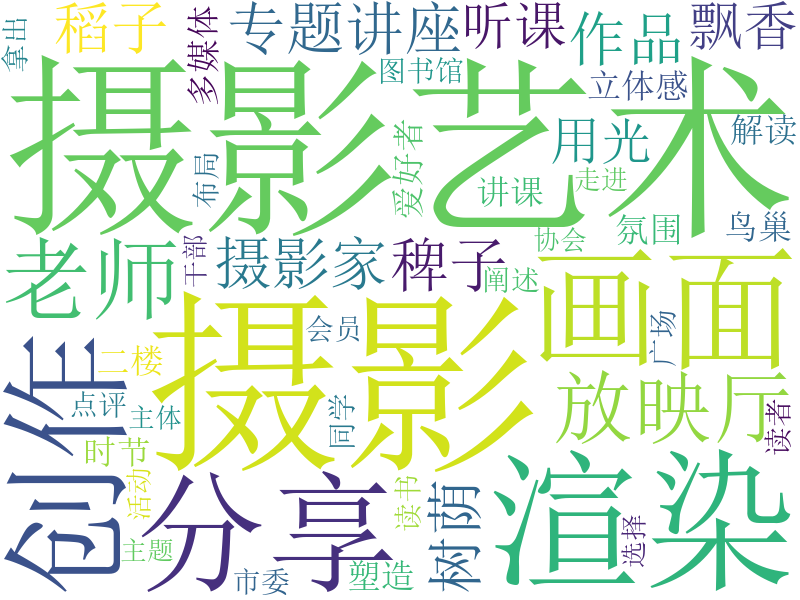 拿出
稻子
多媒体
专题讲座
听课
作品
飘香
摄影艺术
图书馆
立体感
解读
用光
爱好者
布局
讲课
走进
老师
干部
摄影家
稗子
协会
氛围
鸟巢
阐述
画面
创作
摄影
会员
广场
二楼
点评
主体
同学
放映厅
读者
时节
活动
分享
读书
树荫
渲染
主题
市委
塑造
选择